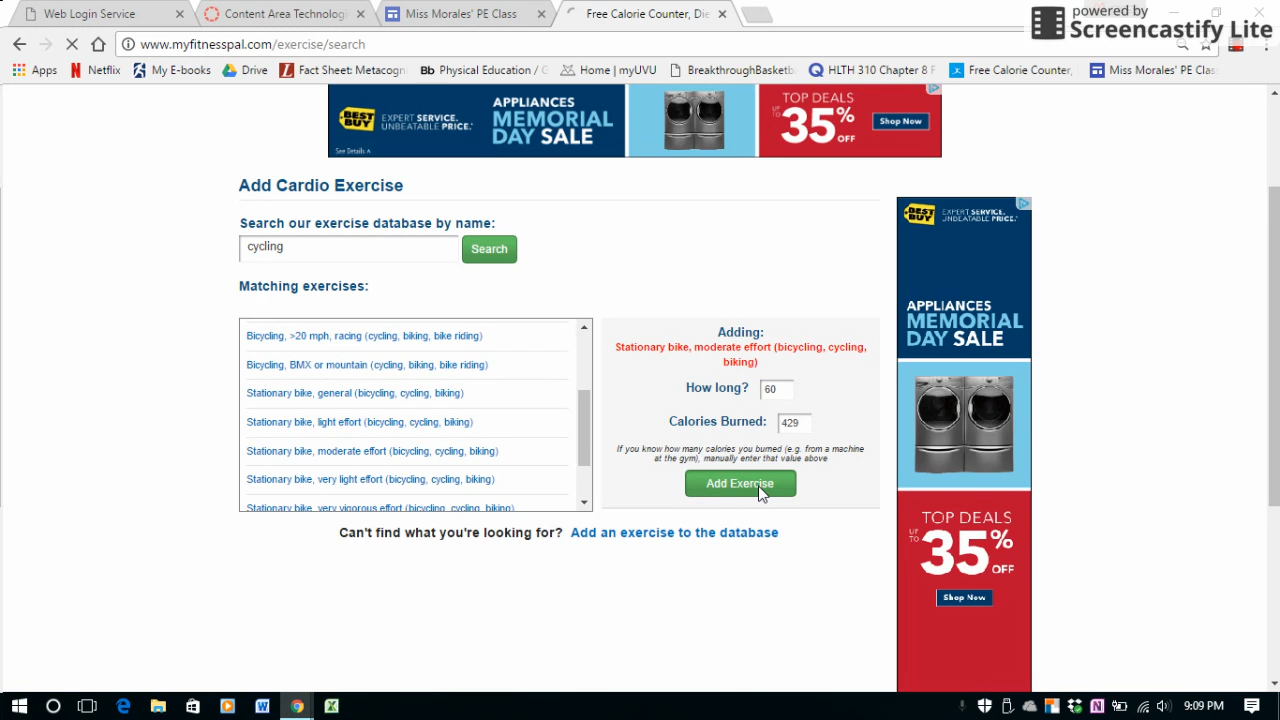 Web Login Service
Content Area Technolog
Miss Morales' PE Class
Free Calorie Counter, Die
powered by
Screencastify Lite
www.myfitnesspal.com/exercise/search
Apps
Netflix
My E-books
Drive
Fact Sheet: Metacogn
Bb Physical Education / G
Home | myUVU
BreakthroughBasketb
HLTH 310 Chapter 8 F
Free Calorie Counter,
Miss Morales' PE Clas
BEST BUY
EXPERT SERVICE.
UNBEATABLE PRICE.
See Details
APPLIANCES
MEMORIAL
DAY SALE
TOP DEALS
UP TO 35% OFF
Shop Now
Add Cardio Exercise
Search our exercise database by name:
cycling
Search
Matching exercises:
Bicycling, >20 mph, racing (cycling, biking, bike riding)
Bicycling, BMX or mountain (cycling, biking, bike riding)
Stationary bike, general (bicycling, cycling, biking)
Stationary bike, light effort (bicycling, cycling, biking)
Stationary bike, moderate effort (bicycling, cycling, biking)
Stationary bike, very light effort (bicycling, cycling, biking)
Stationary bike, very vigorous effort (bicycling, cycling, biking)
Adding:
Stationary bike, moderate effort (bicycling, cycling,
biking)
How long? 60
Calories Burned: 429
If you know how many calories you burned (e.g. from a machine
at the gym), manually enter that value above
Add Exercise
Can't find what you're looking for? Add an exercise to the database
BEST BUY
EXPERT SERVICE.
UNBEATABLE PRICE.
APPLIANCES
MEMORIAL
DAY SALE
TOP DEALS
UP TO 35% OFF
Shop Now
9:09 PM